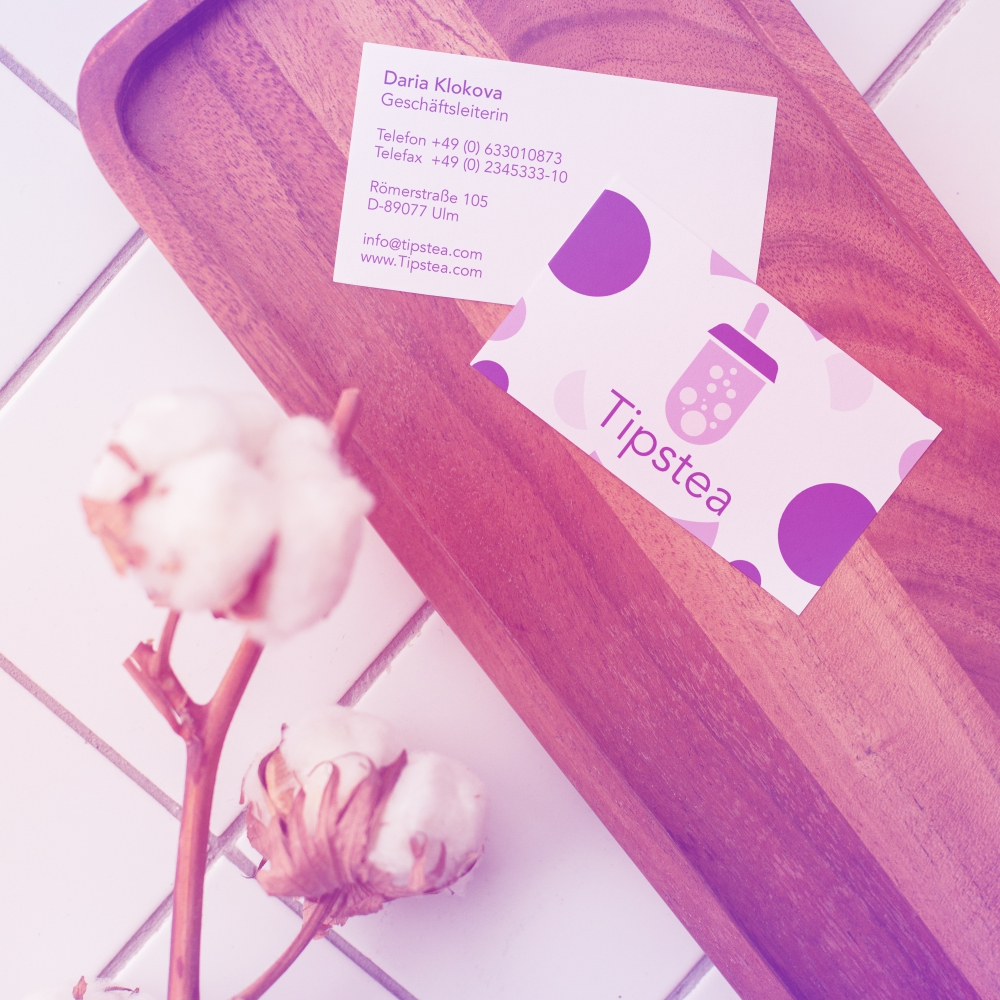 Daria Klokova
Geschäftsleiterin
Telefon +49 (0) 633010873
Telefax +49 (0) 2345333-10
Römerstraße 105
D-89077 Ulm
info@tipstea.com
www.Tipstea.com
Tipstea